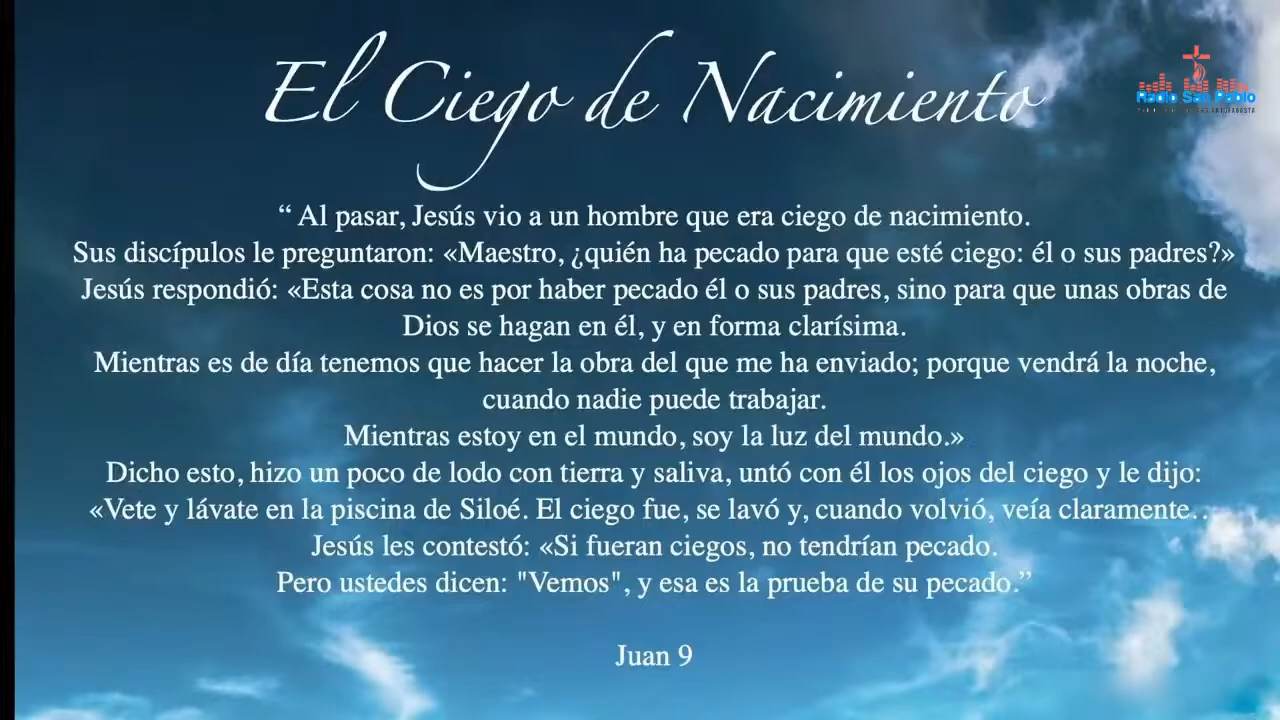 El Ciego de Nacimiento
Radio San Pablo
“ Al pasar, Jesús vio a un hombre que era ciego de nacimiento.
Sus discípulos le preguntaron: «Maestro, ¿quién ha pecado para que esté ciego: él o sus padres?»
Jesús respondió: «Esta cosa no es por haber pecado él o sus padres, sino para que unas obras de
Dios se hagan en él, y en forma clarísima.
Mientras es de día tenemos que hacer la obra del que me ha enviado; porque vendrá la noche,
cuando nadie puede trabajar.
Mientras estoy en el mundo, soy la luz del mundo.»
Dicho esto, hizo un poco de lodo con tierra y saliva, untó con él los ojos del ciego y le dijo:
«Vete y lávate en la piscina de Siloé. El ciego fue, se lavó y, cuando volvió, veía claramente…
Jesús les contestó: «Si fueran ciegos, no tendrían pecado.
Pero ustedes dicen: "Vemos", y esa es la prueba de su pecado.”
Juan 9